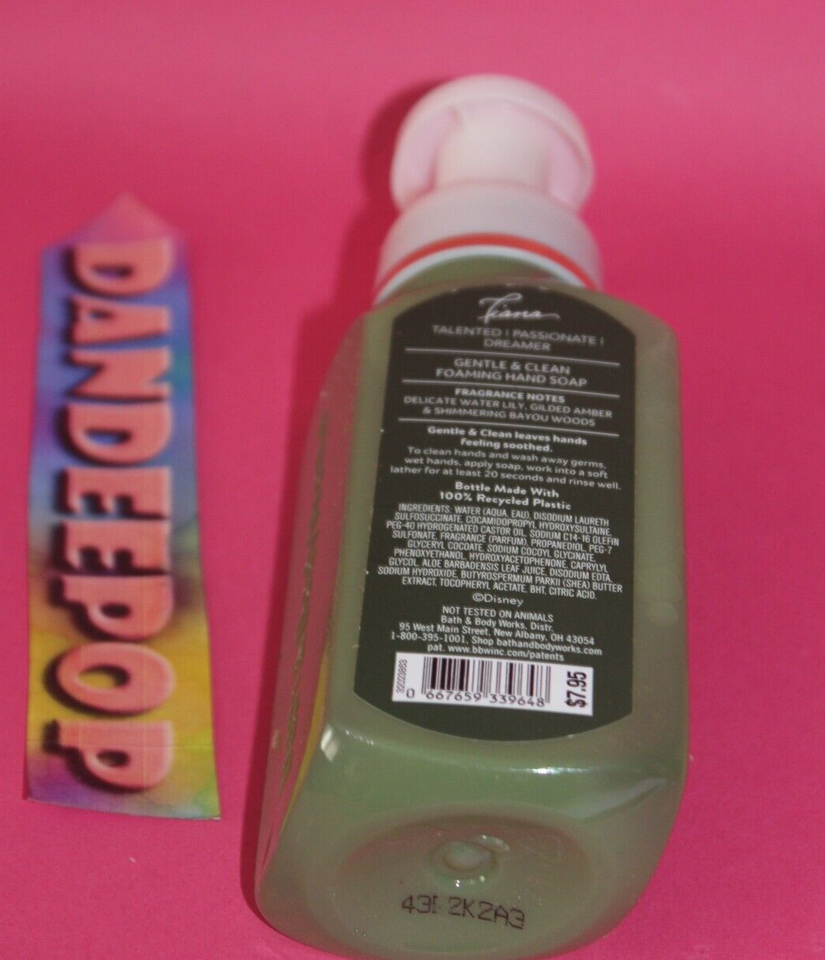 DANDEEPOP
Tiana
TALENTED | PASSIONATE |
DREAMER
GENTLE & CLEAN
FOAMING HAND SOAP
FRAGRANCE NOTES
DELICATE WATER LILY, GILDED AMBER
& SHIMMERING BAYOU WOODS
Gentle & Clean leaves hands
feeling soothed.
To clean hands and wash away germs,
wet hands, apply soap, work into a soft
lather for at least 20 seconds and rinse well.
Bottle Made With
100% Recycled Plastic
INGREDIENTS: WATER (AQUA, EAU), DISODIUM LAURETH
SULFOSUCCINATE, COCAMIDOPROPYL HYDROXYSULTAINE,
PEG-40 HYDROGENATED CASTOR OIL, SODIUM C14-16 OLEFIN
SULFONATE, FRAGRANCE (PARFUM), PROPANEDIOL, PEG-7
GLYCERYL COCOATE, SODIUM COCOYL GLYCINATE,
PHENOXYETHANOL, HYDROXYACETOPHENONE, CAPRYLYL
GLYCOL, ALOE BARBADENSIS LEAF JUICE, DISODIUM EDTA,
SODIUM HYDROXIDE, BUTYROSPERMUM PARKII (SHEA) BUTTER
EXTRACT, TOCOPHERYL ACETATE, BHT, CITRIC ACID.
©Disney
NOT TESTED ON ANIMALS
Bath & Body Works, Distr.
95 West Main Street, New Albany, OH 43054
1-800-395-1001, Shop bathandbodyworks.com
pat. www.bbwinc.com/patents
0 667659 339648
$7.95
2K2A3